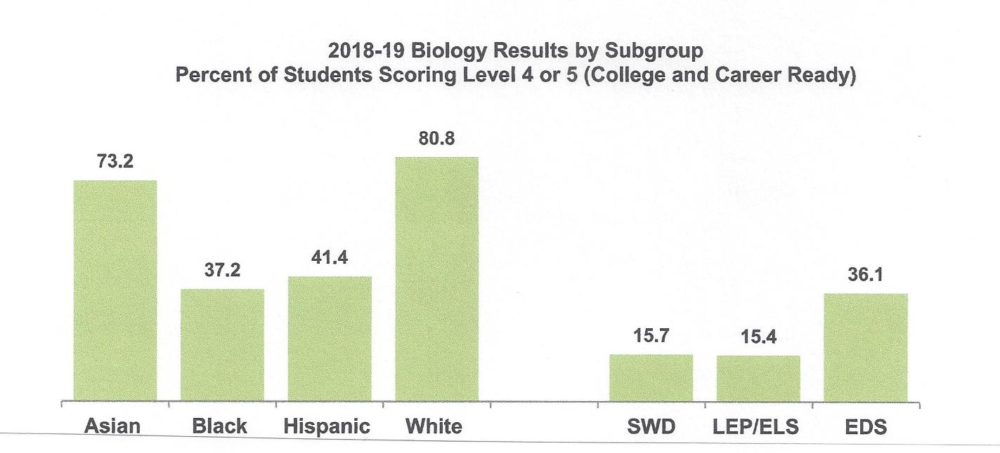 2018-19 Biology Results by Subgroup
Percent of Students Scoring Level 4 or 5 (College and Career Ready)
80.8
73.2
41.4
37.2
36.1
15.7
15.4
Asian Black Hispanic White SWD LEP/ELS EDS